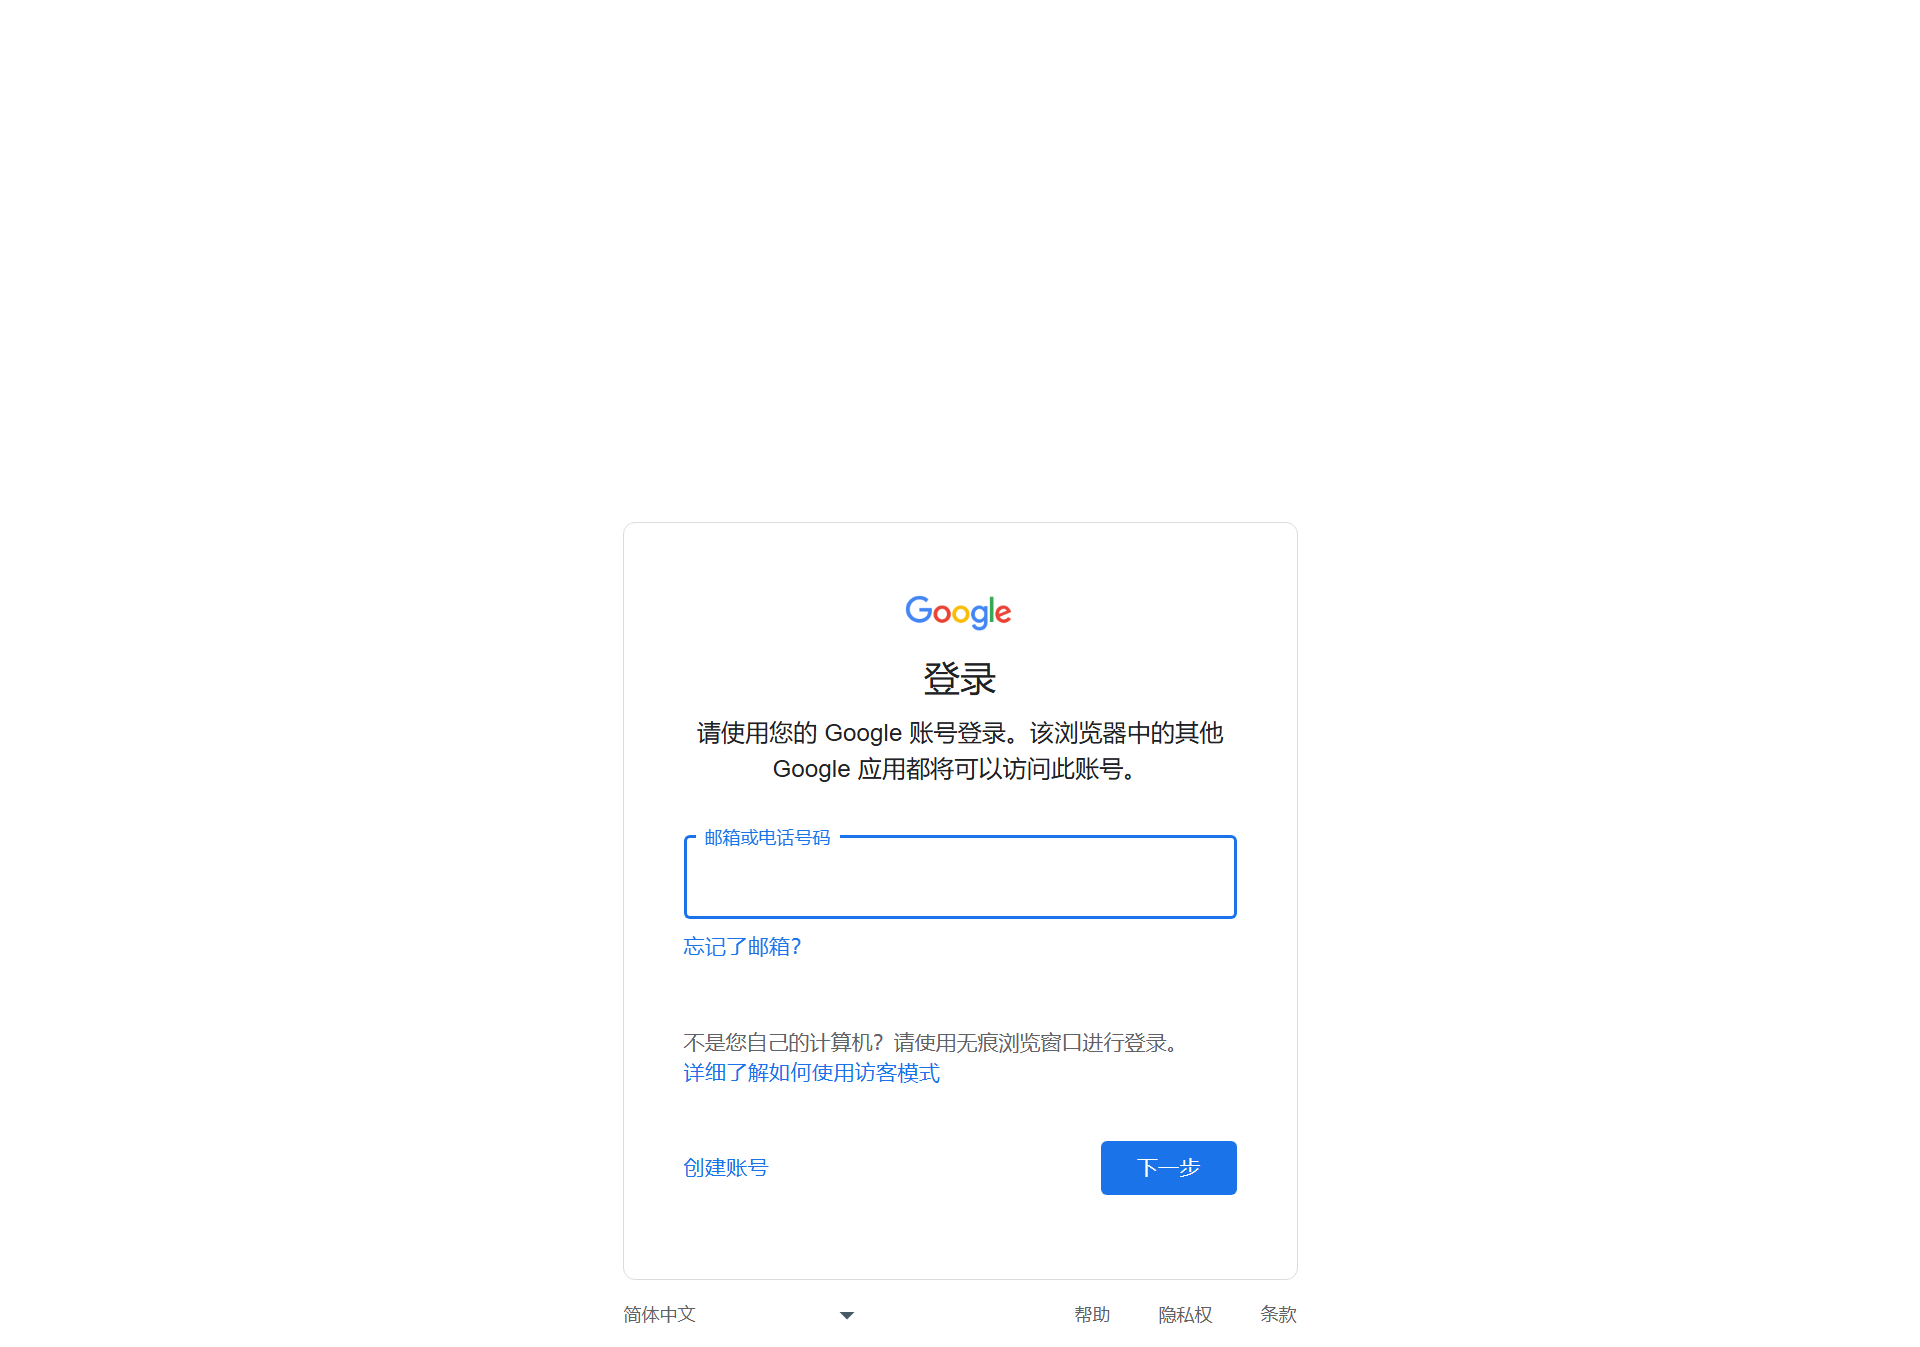 Google
登录
请使用您的 Google 账号登录。该浏览器中的其他
Google 应用都将可以访问此账号。
邮箱或电话号码
忘记了邮箱？
不是您自己的计算机？请使用无痕浏览窗口进行登录。
详细了解如何使用访客模式
创建账号
下一步
简体中文
帮助
隐私权
条款